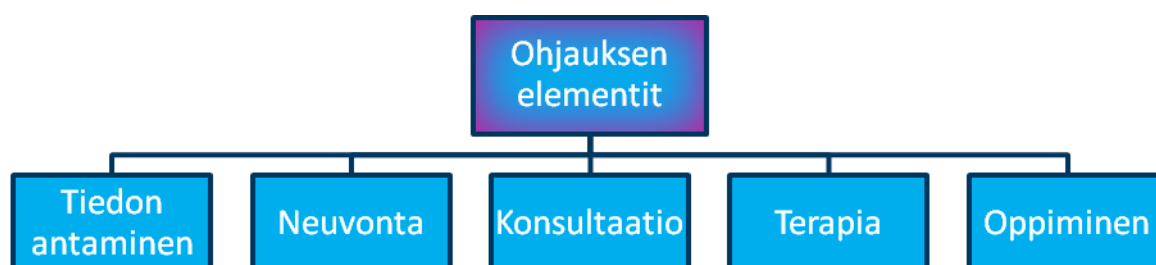 Ohjauksen
elementit
Tiedon
antaminen
Neuvonta
Konsultaatio
Terapia
Oppiminen